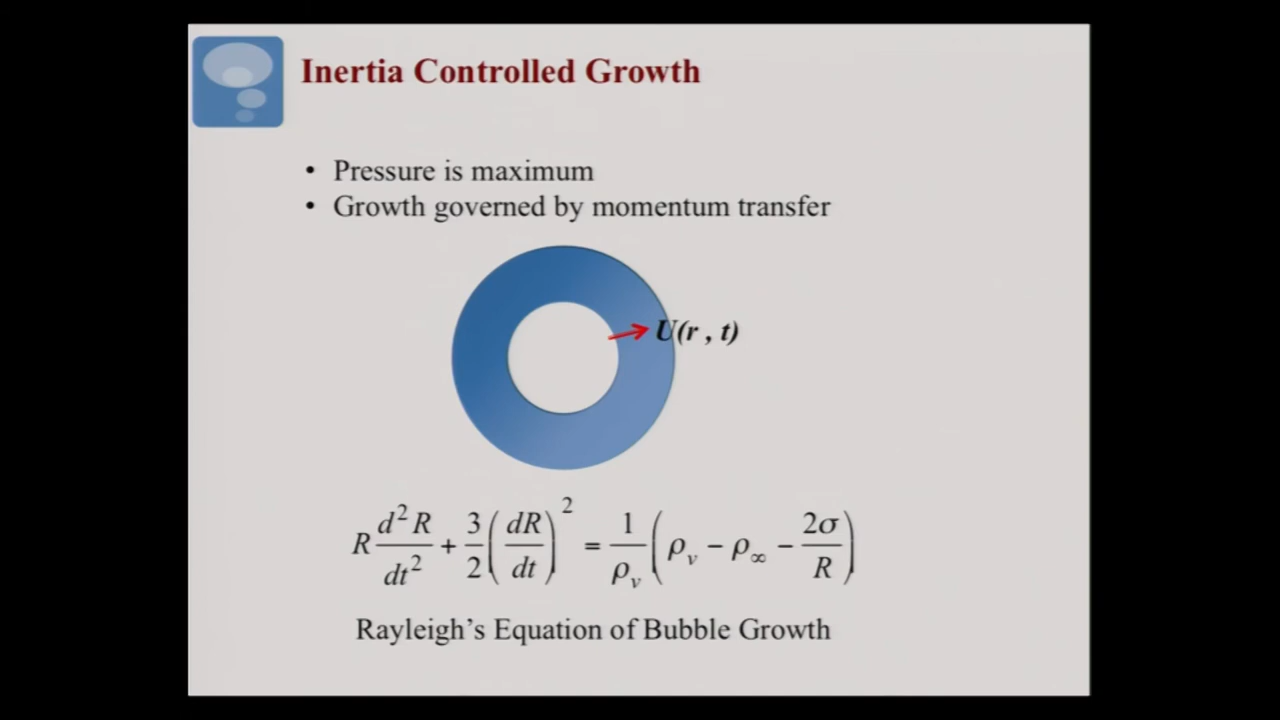 Inertia Controlled Growth
• Pressure is maximum
• Growth governed by momentum transfer
U(r , t)
R d²R/dt² + 3/2 (dR/dt)² = 1/ρᵥ (ρᵥ − ρ∞ − 2σ/R)
Rayleigh’s Equation of Bubble Growth